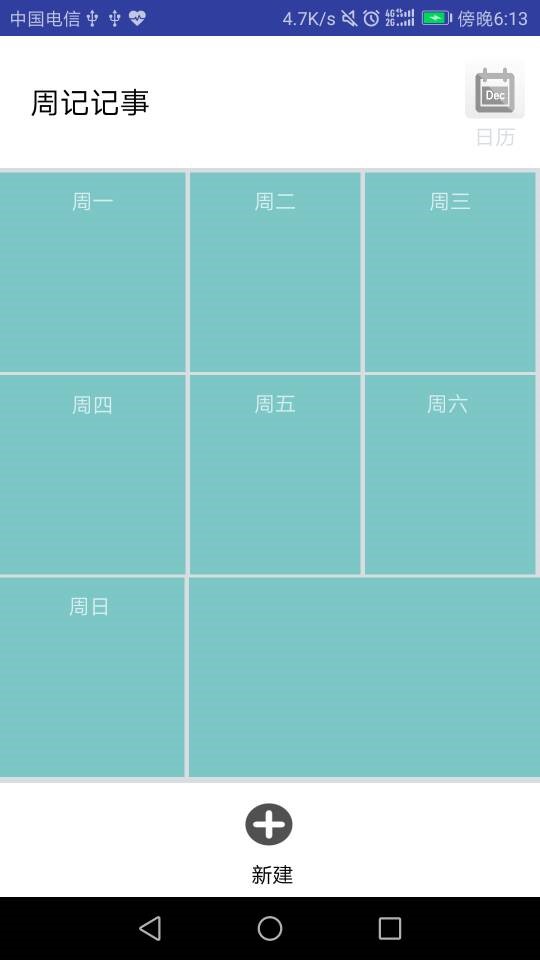 中国电信 4.7K/s 4G 2G 傍晚6:13
周记记事
Dec
日历
周一 周二 周三
周四 周五 周六
周日
新建